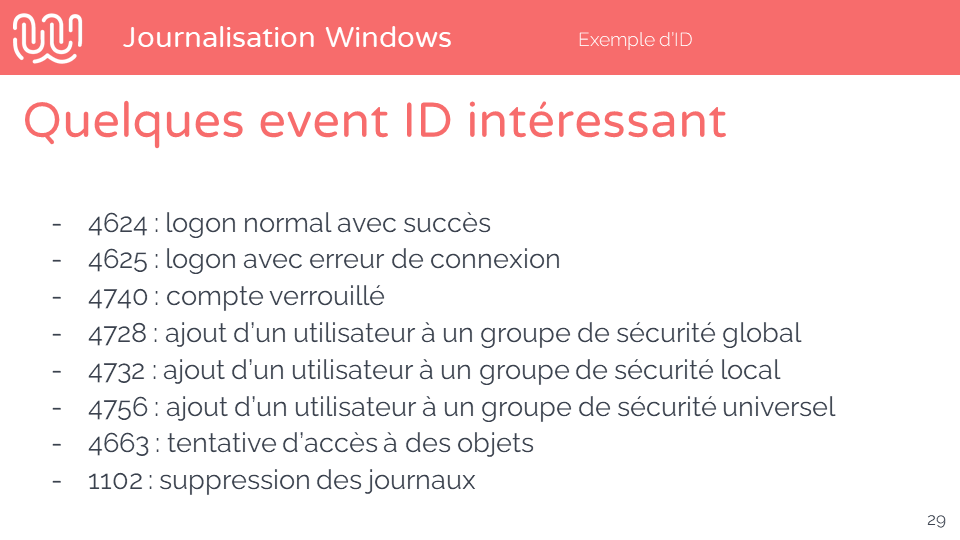 Journalisation Windows
Exemple d'ID
Quelques event ID intéressant
- 4624 : logon normal avec succès
- 4625 : logon avec erreur de connexion
- 4740 : compte verrouillé
- 4728 : ajout d'un utilisateur à un groupe de sécurité global
- 4732 : ajout d'un utilisateur à un groupe de sécurité local
- 4756 : ajout d'un utilisateur à un groupe de sécurité universel
- 4663 : tentative d'accès à des objets
- 1102 : suppression des journaux
29